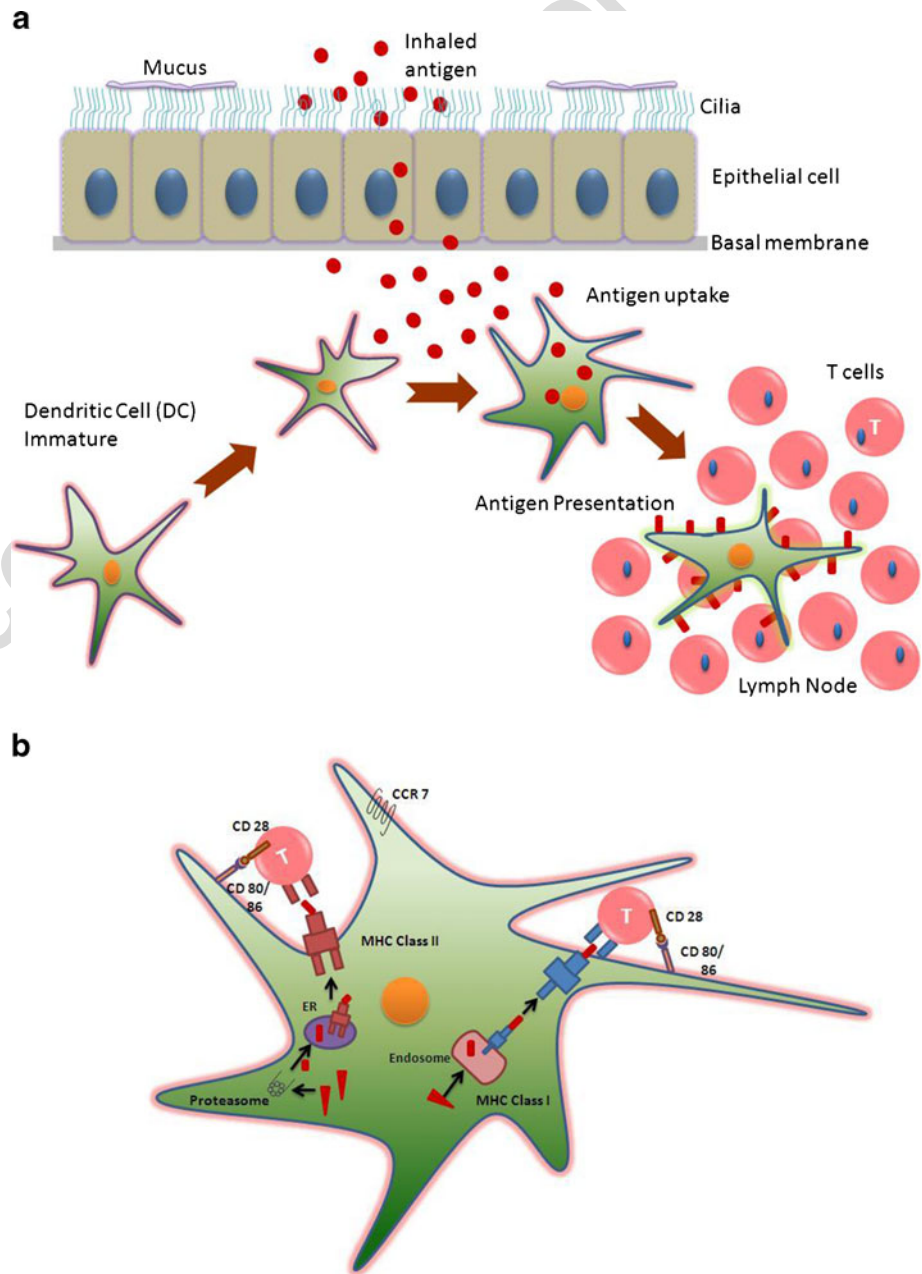 a
Inhaled
antigen
Mucus
Cilia
Epithelial cell
Basal membrane
Antigen uptake
T cells
T
Dendritic Cell (DC)
Immature
Antigen Presentation
Lymph Node
b
CCR 7
CD 28
T
CD 80/
86
MHC Class II
T
CD 28
CD 80/
86
ER
Endosome
Proteasome
MHC Class I